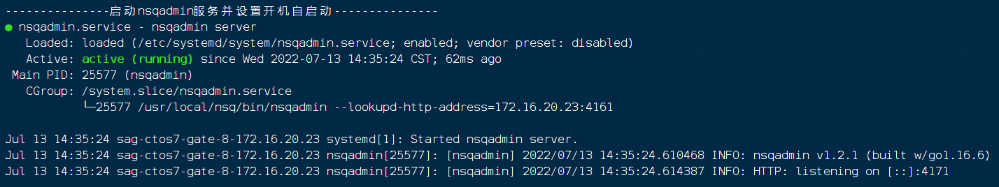 ---------------启动nsqadmin服务并设置开机自启动---------------
● nsqadmin.service - nsqadmin server
   Loaded: loaded (/etc/systemd/system/nsqadmin.service; enabled; vendor preset: disabled)
   Active: active (running) since Wed 2022-07-13 14:35:24 CST; 62ms ago
 Main PID: 25577 (nsqadmin)
   CGroup: /system.slice/nsqadmin.service
           └─25577 /usr/local/nsq/bin/nsqadmin --lookupd-http-address=172.16.20.23:4161
Jul 13 14:35:24 sag-ctos7-gate-8-172.16.20.23 systemd[1]: Started nsqadmin server.
Jul 13 14:35:24 sag-ctos7-gate-8-172.16.20.23 nsqadmin[25577]: [nsqadmin] 2022/07/13 14:35:24.610468 INFO: nsqadmin v1.2.1 (built w/go1.16.6)
Jul 13 14:35:24 sag-ctos7-gate-8-172.16.20.23 nsqadmin[25577]: [nsqadmin] 2022/07/13 14:35:24.614387 INFO: HTTP: listening on [::]:4171